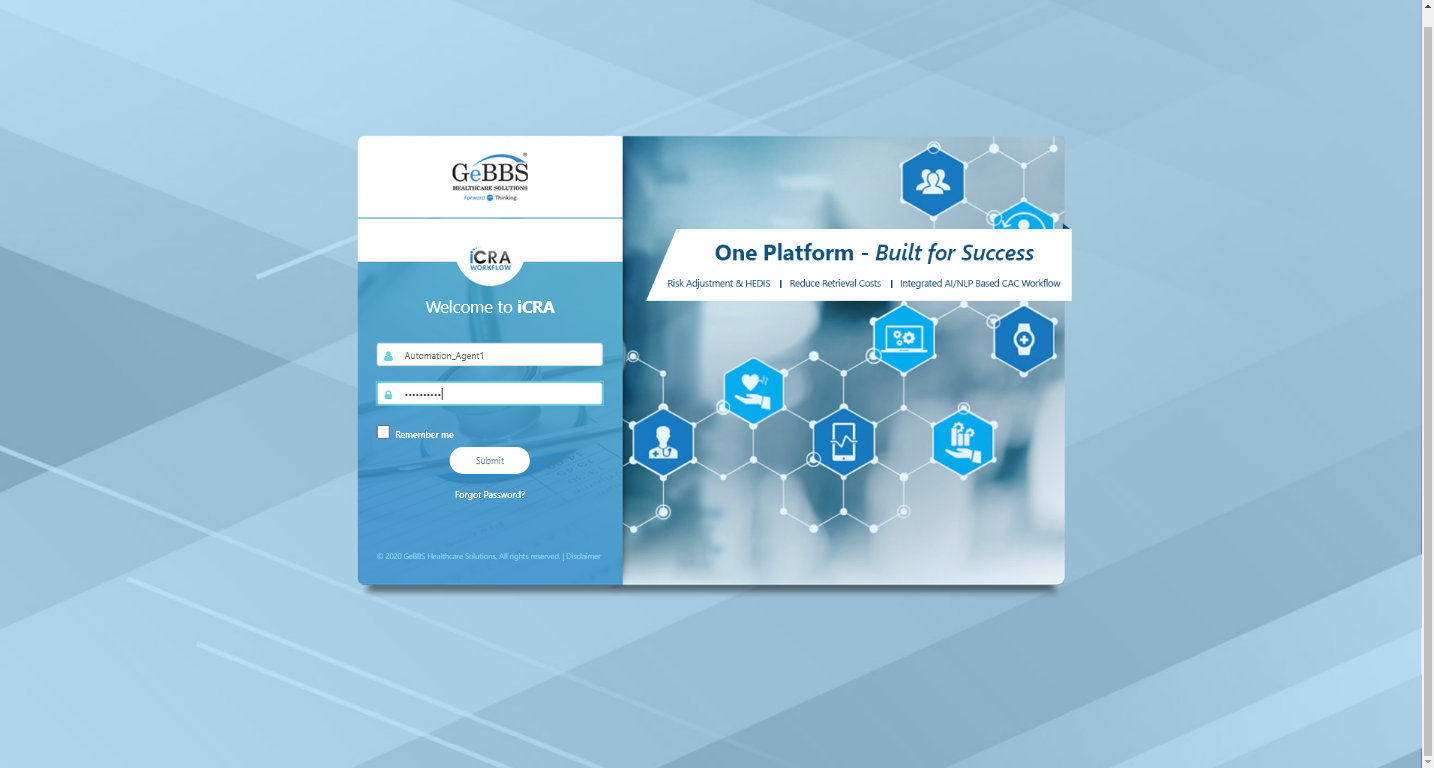 GeBBS®
HEALTHCARE SOLUTIONS
Forward Thinking
iCRA
WORKFLOW
Welcome to iCRA
Automation_Agent1
••••••••••
Remember me
Submit
Forgot Password?
© 2020 GeBBS Healthcare Solutions, All rights reserved. | Disclaimer
One Platform - Built for Success
Risk Adjustment & HEDIS | Reduce Retrieval Costs | Integrated AI/NLP Based CAC Workflow